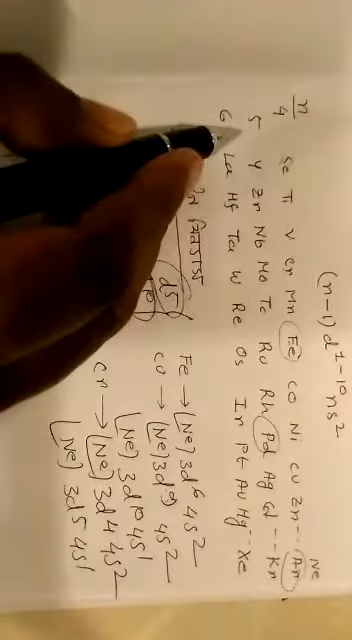 (n-1)d¹⁻¹⁰ ns²
n
4 Sc T V Cr Mn Fe Co Ni Cu Zn -- Ar Ne
5 Y Zr Nb Mo Tc Ru Rh Pd Ag Cd --- Kr
6 La Hf Ta W Re Os Ir Pt Au Hg -- Xe
d5
Fe → [Ne] 3d⁶ 4s2
Cu → [Ne] 3d⁹ 4s2
[Ne] 3d¹⁰ 4s1
Cr → [Ne] 3d4 4s2
[Ne] 3d5 4s1